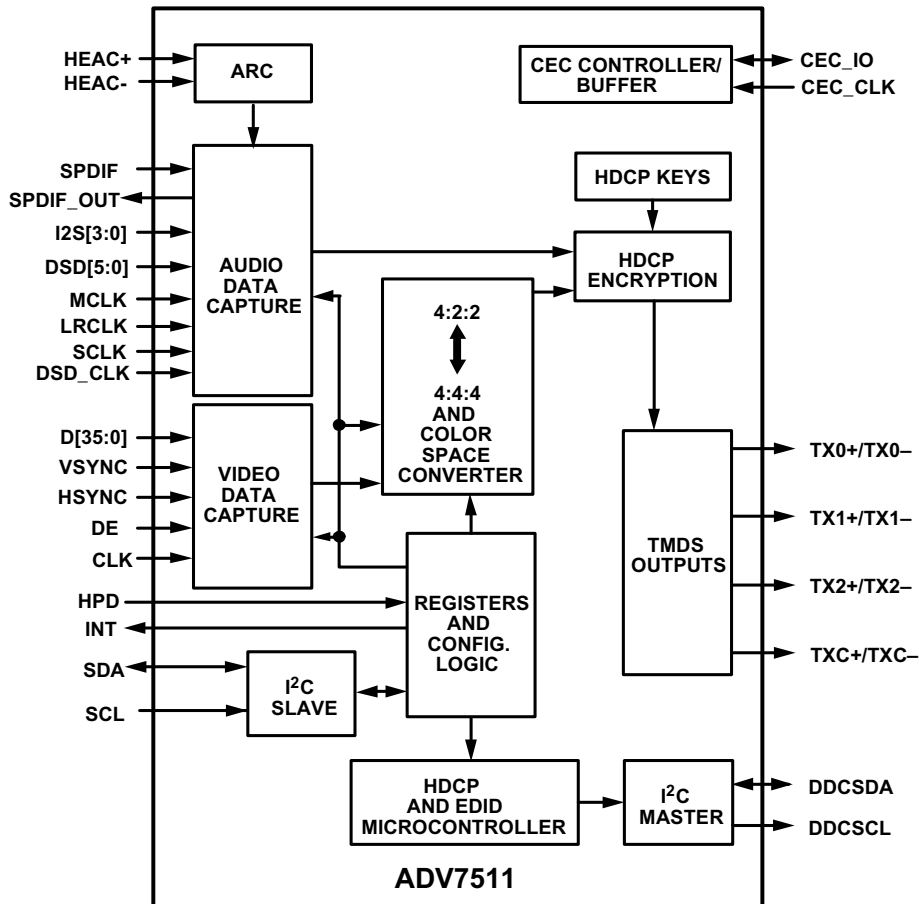 HEAC+
HEAC-
ARC
CEC CONTROLLER/
BUFFER
CEC_IO
CEC_CLK
SPDIF
SPDIF_OUT
I2S[3:0]
DSD[5:0]
MCLK
LRCLK
SCLK
DSD_CLK
AUDIO
DATA
CAPTURE
HDCP KEYS
HDCP
ENCRYPTION
4:2:2
4:4:4
AND
COLOR
SPACE
CONVERTER
D[35:0]
VSYNC
HSYNC
DE
CLK
VIDEO
DATA
CAPTURE
TMDS
OUTPUTS
TX0+/TX0–
TX1+/TX1–
TX2+/TX2–
TXC+/TXC–
HPD
INT
SDA
SCL
REGISTERS
AND
CONFIG.
LOGIC
I²C
SLAVE
HDCP
AND EDID
MICROCONTROLLER
I²C
MASTER
DDCSDA
DDCSCL
ADV7511